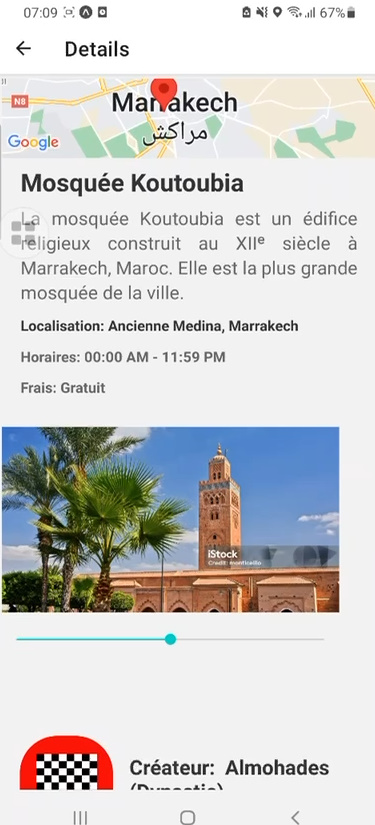 07:09
67%
Details
N8
Marrakech
مراكش
Google
Mosquée Koutoubia
La mosquée Koutoubia est un édifice
religieux construit au XIIᵉ siècle à
Marrakech, Maroc. Elle est la plus grande
mosquée de la ville.
Localisation: Ancienne Medina, Marrakech
Horaires: 00:00 AM - 11:59 PM
Frais: Gratuit
iStock
Credit: monticello
Créateur: Almohades
(Dynastie)